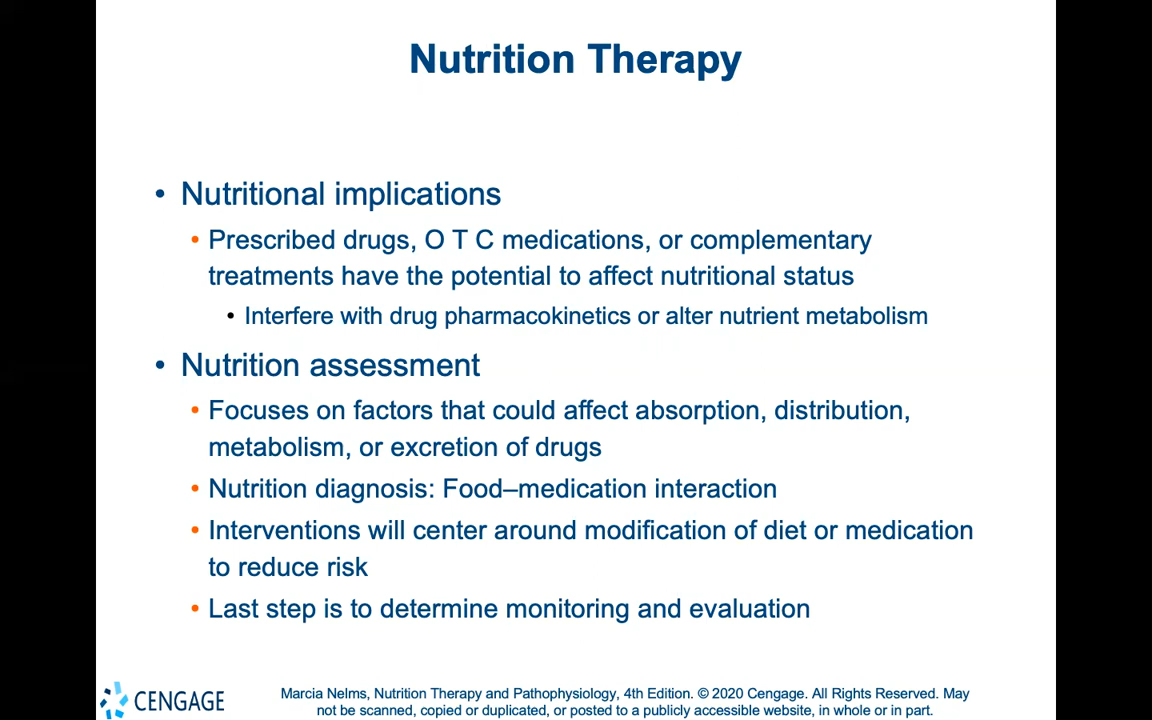 Nutrition Therapy
• Nutritional implications
• Prescribed drugs, O T C medications, or complementary
treatments have the potential to affect nutritional status
• Interfere with drug pharmacokinetics or alter nutrient metabolism
• Nutrition assessment
• Focuses on factors that could affect absorption, distribution,
metabolism, or excretion of drugs
• Nutrition diagnosis: Food–medication interaction
• Interventions will center around modification of diet or medication
to reduce risk
• Last step is to determine monitoring and evaluation
CENGAGE
Marcia Nelms, Nutrition Therapy and Pathophysiology, 4th Edition. © 2020 Cengage. All Rights Reserved. May
not be scanned, copied or duplicated, or posted to a publicly accessible website, in whole or in part.